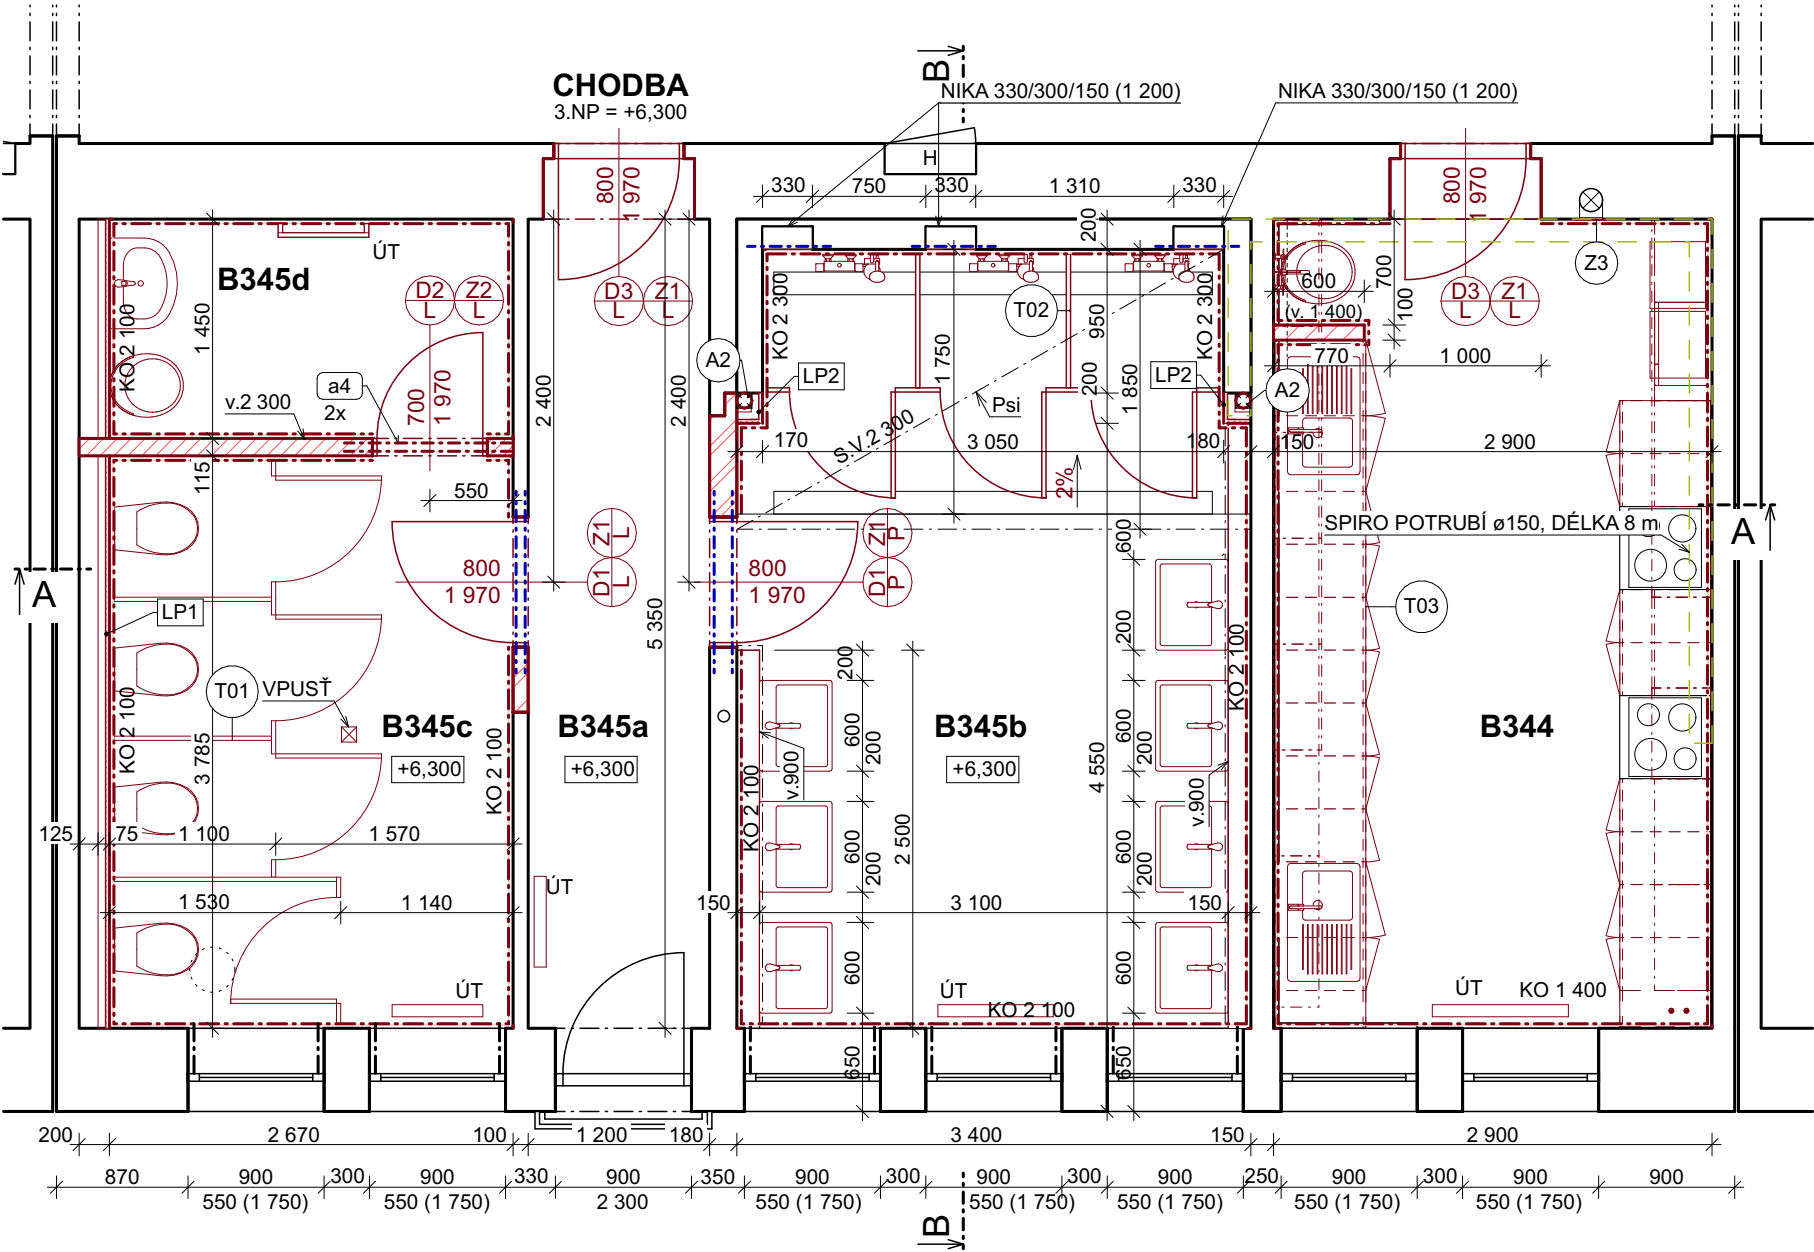 CHODBA
3.NP = +6,300
B
NIKA 330/300/150 (1 200)
NIKA 330/300/150 (1 200)
H
800
1 970
330
750
330
1 310
330
200
800
1 970
ÚT
B345d
D2
L
Z2
L
D3
L
Z1
L
T02
Z3
D3
L
Z1
L
600
(v. 1 400)
700
100
KO 2 100
1 450
KO 2 300
950
KO 2 300
1 750
1 850
200
A2
LP2
LP2
A2
770
1 000
a4
2x
v.2 300
700
1 970
2 400
2 400
Psi
S.V.2 300
170
3 050
180
150
2 900
2%
115
550
Z1
L
D1
L
Z1
P
D1
P
800
1 970
800
1 970
600
SPIRO POTRUBÍ ø150, DÉLKA 8 m
A
A
LP1
T03
5 350
200
200
T01
VPUSŤ
KO 2 100
3 785
B345c
+6,300
KO 2 100
B345a
+6,300
B345b
+6,300
B344
KO 2 100
600
200
v.900
KO 2 100
4 550
600
200
v.900
125
75
1 100
1 570
2 500
600
200
600
200
1 530
1 140
ÚT
150
3 100
150
600
600
ÚT
ÚT
KO 2 100
ÚT
KO 1 400
650
650
200
2 670
100
1 200
180
3 400
150
2 900
870
900
550 (1 750)
300
900
550 (1 750)
330
900
2 300
350
900
550 (1 750)
300
900
550 (1 750)
300
900
550 (1 750)
250
900
550 (1 750)
300
900
550 (1 750)
900
B